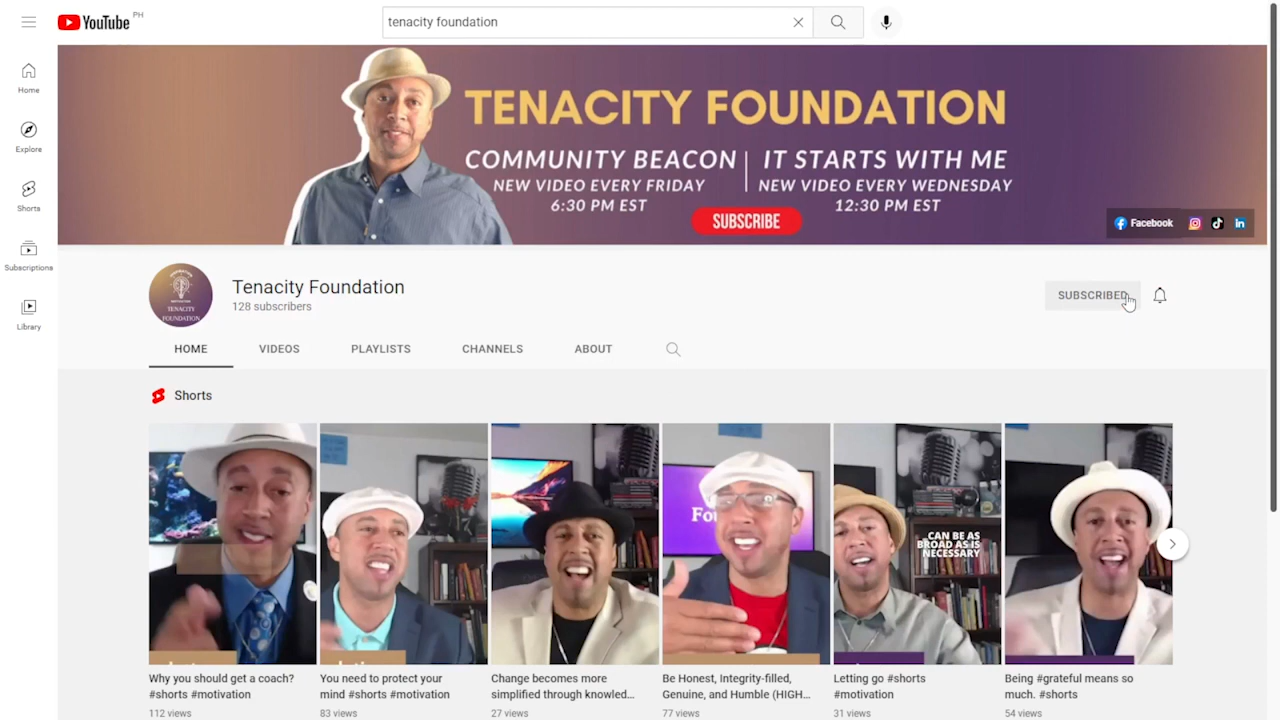 YouTube PH
tenacity foundation
Home
Explore
Shorts
Subscriptions
Library
TENACITY FOUNDATION
COMMUNITY BEACON
NEW VIDEO EVERY FRIDAY
6:30 PM EST
IT STARTS WITH ME
NEW VIDEO EVERY WEDNESDAY
12:30 PM EST
SUBSCRIBE
Facebook
TENACITY
FOUNDATION
Tenacity Foundation
128 subscribers
SUBSCRIBED
HOME
VIDEOS
PLAYLISTS
CHANNELS
ABOUT
Shorts
CAN BE AS
BROAD AS IS
NECESSARY
Why you should get a coach?
#shorts #motivation
112 views
You need to protect your
mind #shorts #motivation
83 views
Change becomes more
simplified through knowled...
27 views
Be Honest, Integrity-filled,
Genuine, and Humble (HIGH...
77 views
Letting go #shorts
#motivation
31 views
Being #grateful means so
much. #shorts
54 views